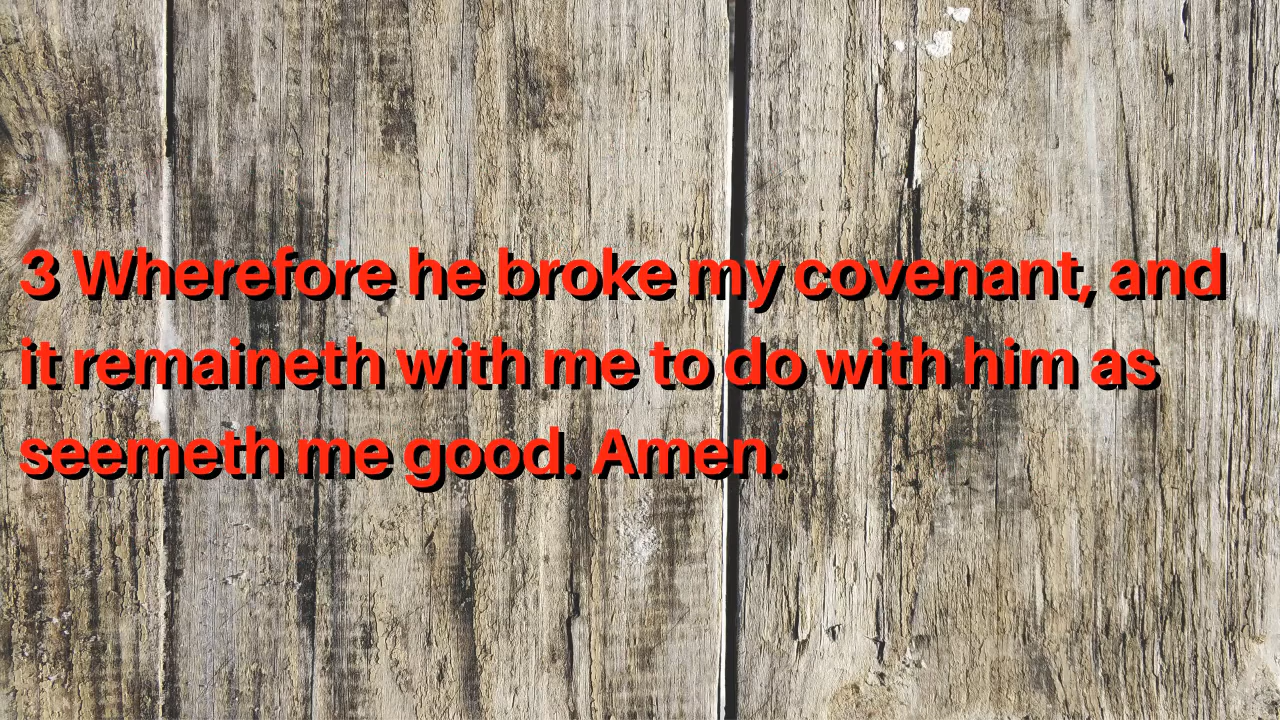 3 Wherefore he broke my covenant, and
it remaineth with me to do with him as
seemeth me good. Amen.